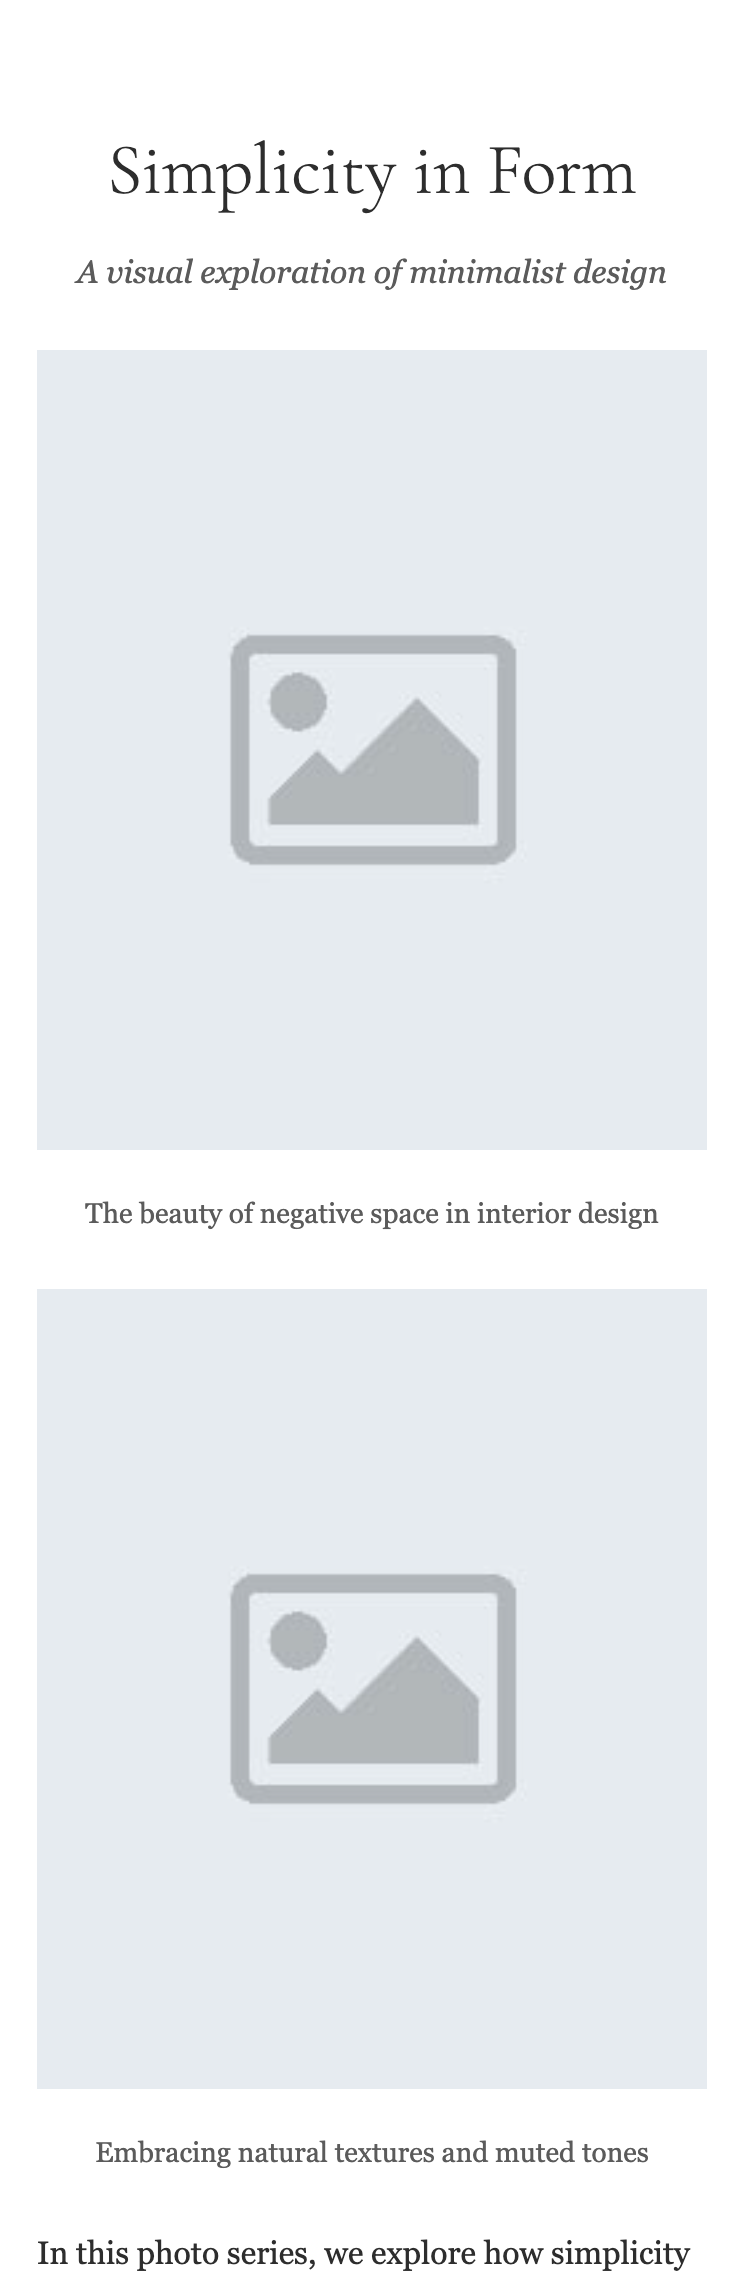 Simplicity in Form
A visual exploration of minimalist design
The beauty of negative space in interior design
Embracing natural textures and muted tones
In this photo series, we explore how simplicity